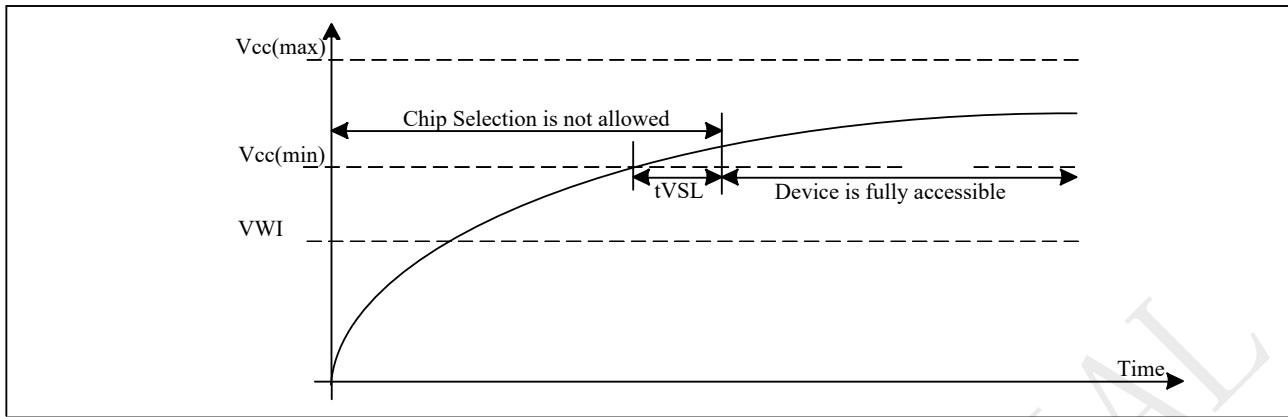 Vcc(max)
Chip Selection is not allowed
Vcc(min)
tVSL
Device is fully accessible
VWI
Time